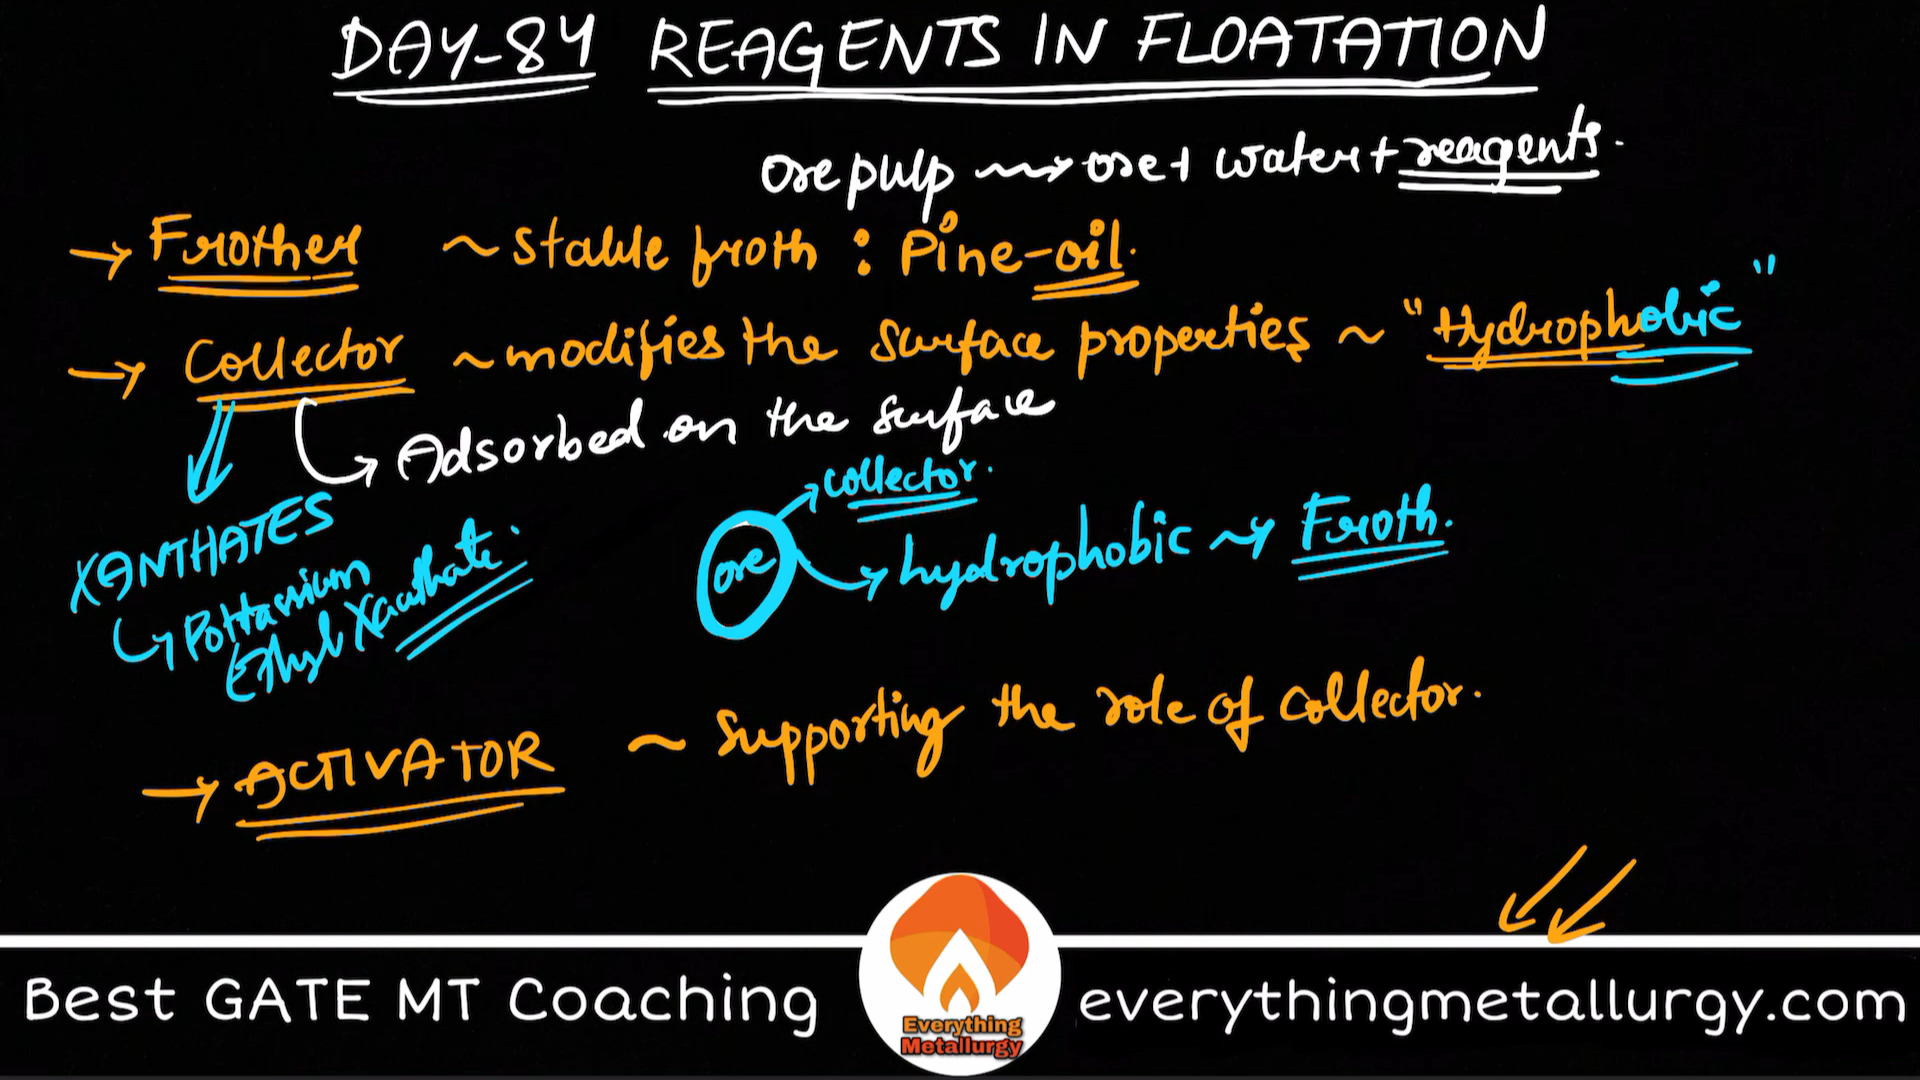 DAY-84 REAGENTS IN FLOATATION
Ore pulp ⟿ ore + water + reagents.
→ Frother ~ Stable froth : Pine-oil.
→ Collector ~ modifies the surface properties ~ "Hydrophobic"
↳ Adsorbed on the surface
XANTHATES
↳ Pottassium
Ethyl Xanthate.
ore
→ collector.
→ hydrophobic ⟿ Froth.
→ ACTIVATOR ~ Supporting the role of collector.
Best GATE MT Coaching
Everything
Metallurgy
everythingmetallurgy.com